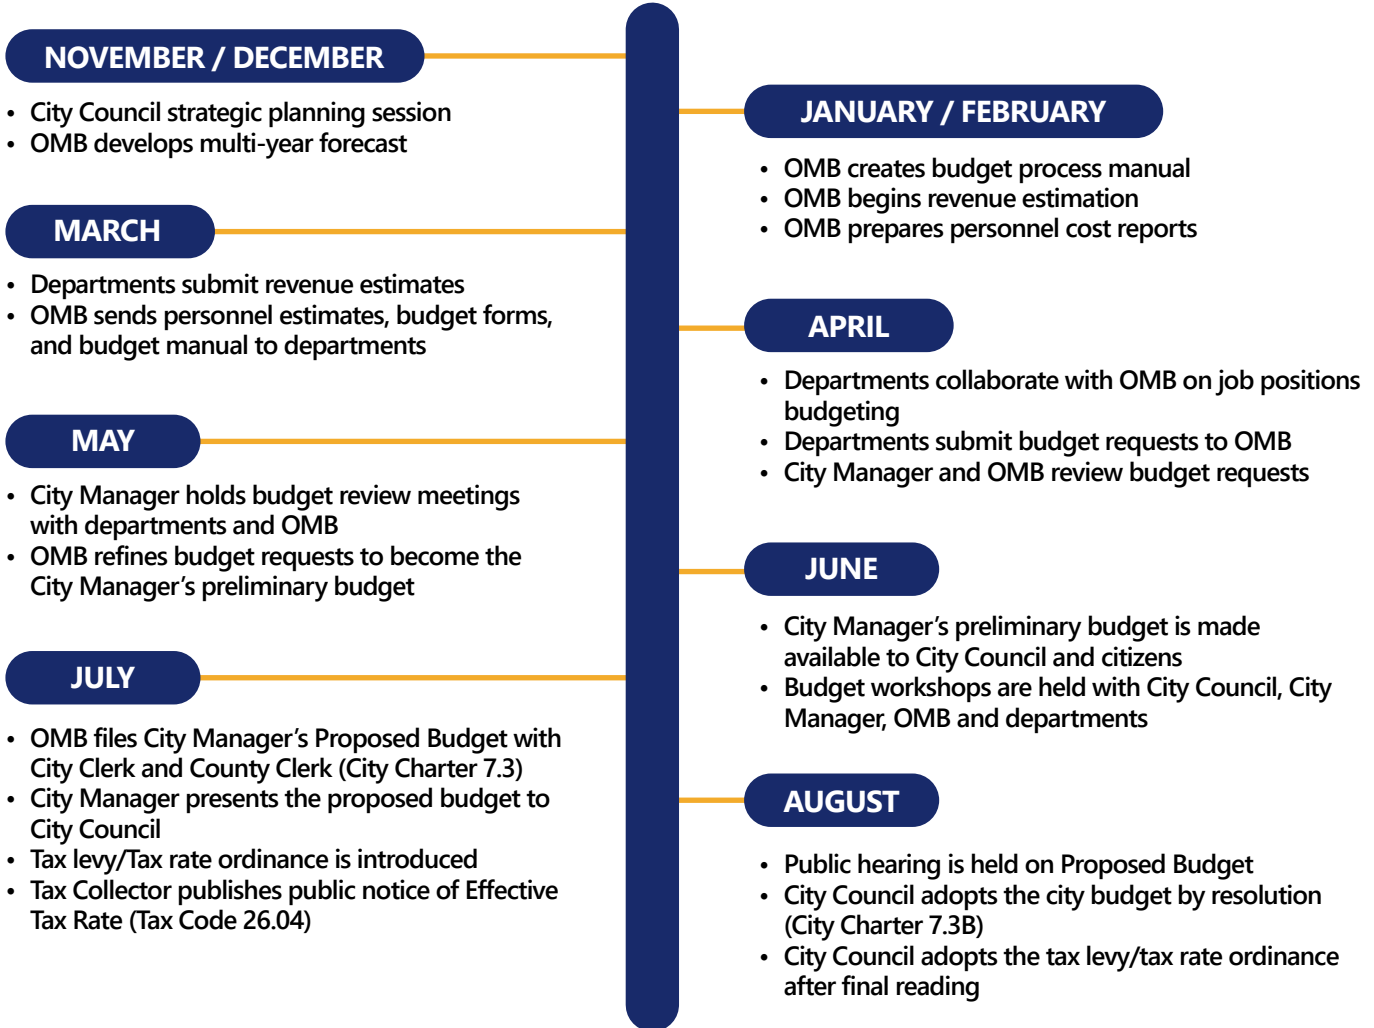 NOVEMBER / DECEMBER
• City Council strategic planning session
• OMB develops multi-year forecast
JANUARY / FEBRUARY
• OMB creates budget process manual
• OMB begins revenue estimation
• OMB prepares personnel cost reports
MARCH
• Departments submit revenue estimates
• OMB sends personnel estimates, budget forms,
and budget manual to departments
APRIL
• Departments collaborate with OMB on job positions
budgeting
• Departments submit budget requests to OMB
• City Manager and OMB review budget requests
MAY
• City Manager holds budget review meetings
with departments and OMB
• OMB refines budget requests to become the
City Manager’s preliminary budget
JUNE
• City Manager’s preliminary budget is made
available to City Council and citizens
• Budget workshops are held with City Council, City
Manager, OMB and departments
JULY
• OMB files City Manager’s Proposed Budget with
City Clerk and County Clerk (City Charter 7.3)
• City Manager presents the proposed budget to
City Council
• Tax levy/Tax rate ordinance is introduced
• Tax Collector publishes public notice of Effective
Tax Rate (Tax Code 26.04)
AUGUST
• Public hearing is held on Proposed Budget
• City Council adopts the city budget by resolution
(City Charter 7.3B)
• City Council adopts the tax levy/tax rate ordinance
after final reading